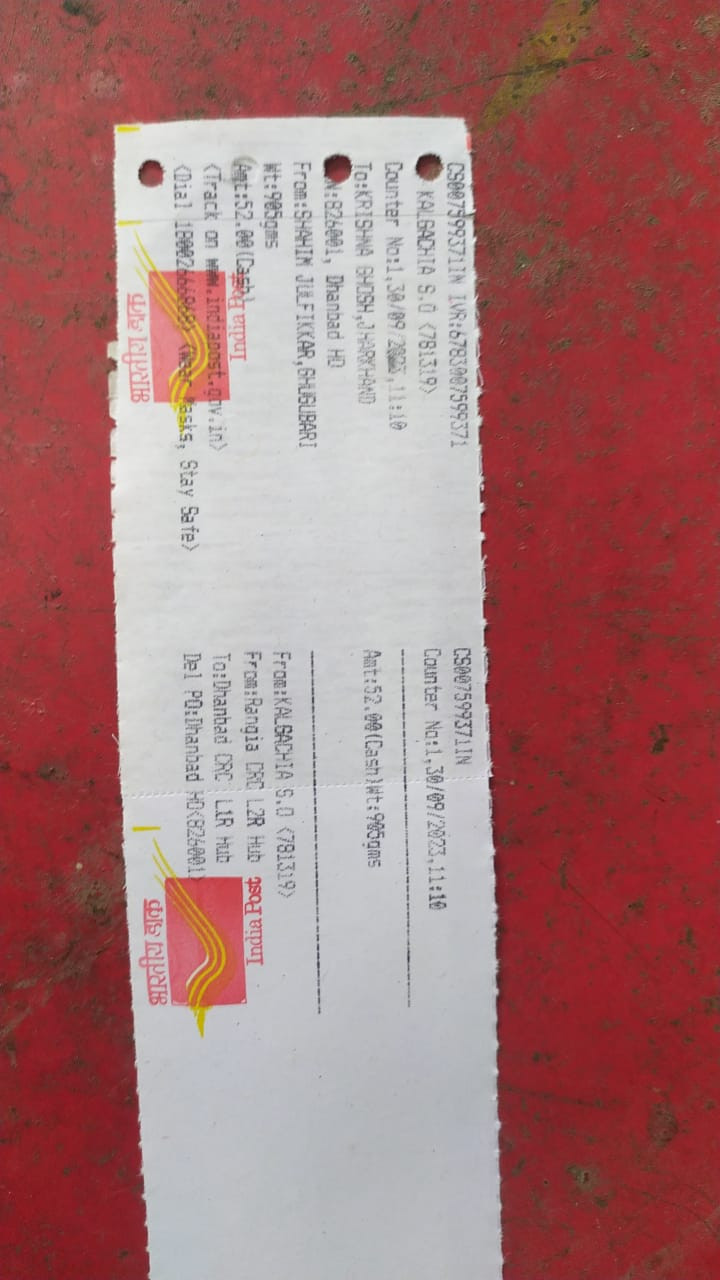 CS007599371IN IVR:6783007599371
KALGACHIA S.O <781319>
Counter No:1,30/09/2023,11:10
To:KRISHNA GHOSH,JHARKHAND
N:826001, Dhanbad HO
From:SHAHIM JULFIKKAR,GHUGUBARI
Wt:905gms
Amt:52.00(Cash)
<Track on www.indiapost.gov.in>
<Dial 18002666868> <Wear Masks, Stay Safe>
India Post
भारतीय डाक
CS007599371IN
Counter No:1,30/09/2023,11:10
Amt:52.00(Cash)Wt:905gms
From:KALGACHIA S.O <781319>
From:Rangia CRC L2R Hub
To:Dhanbad CRC L1R Hub
Del PO:Dhanbad HO<826001>
India Post
भारतीय डाक